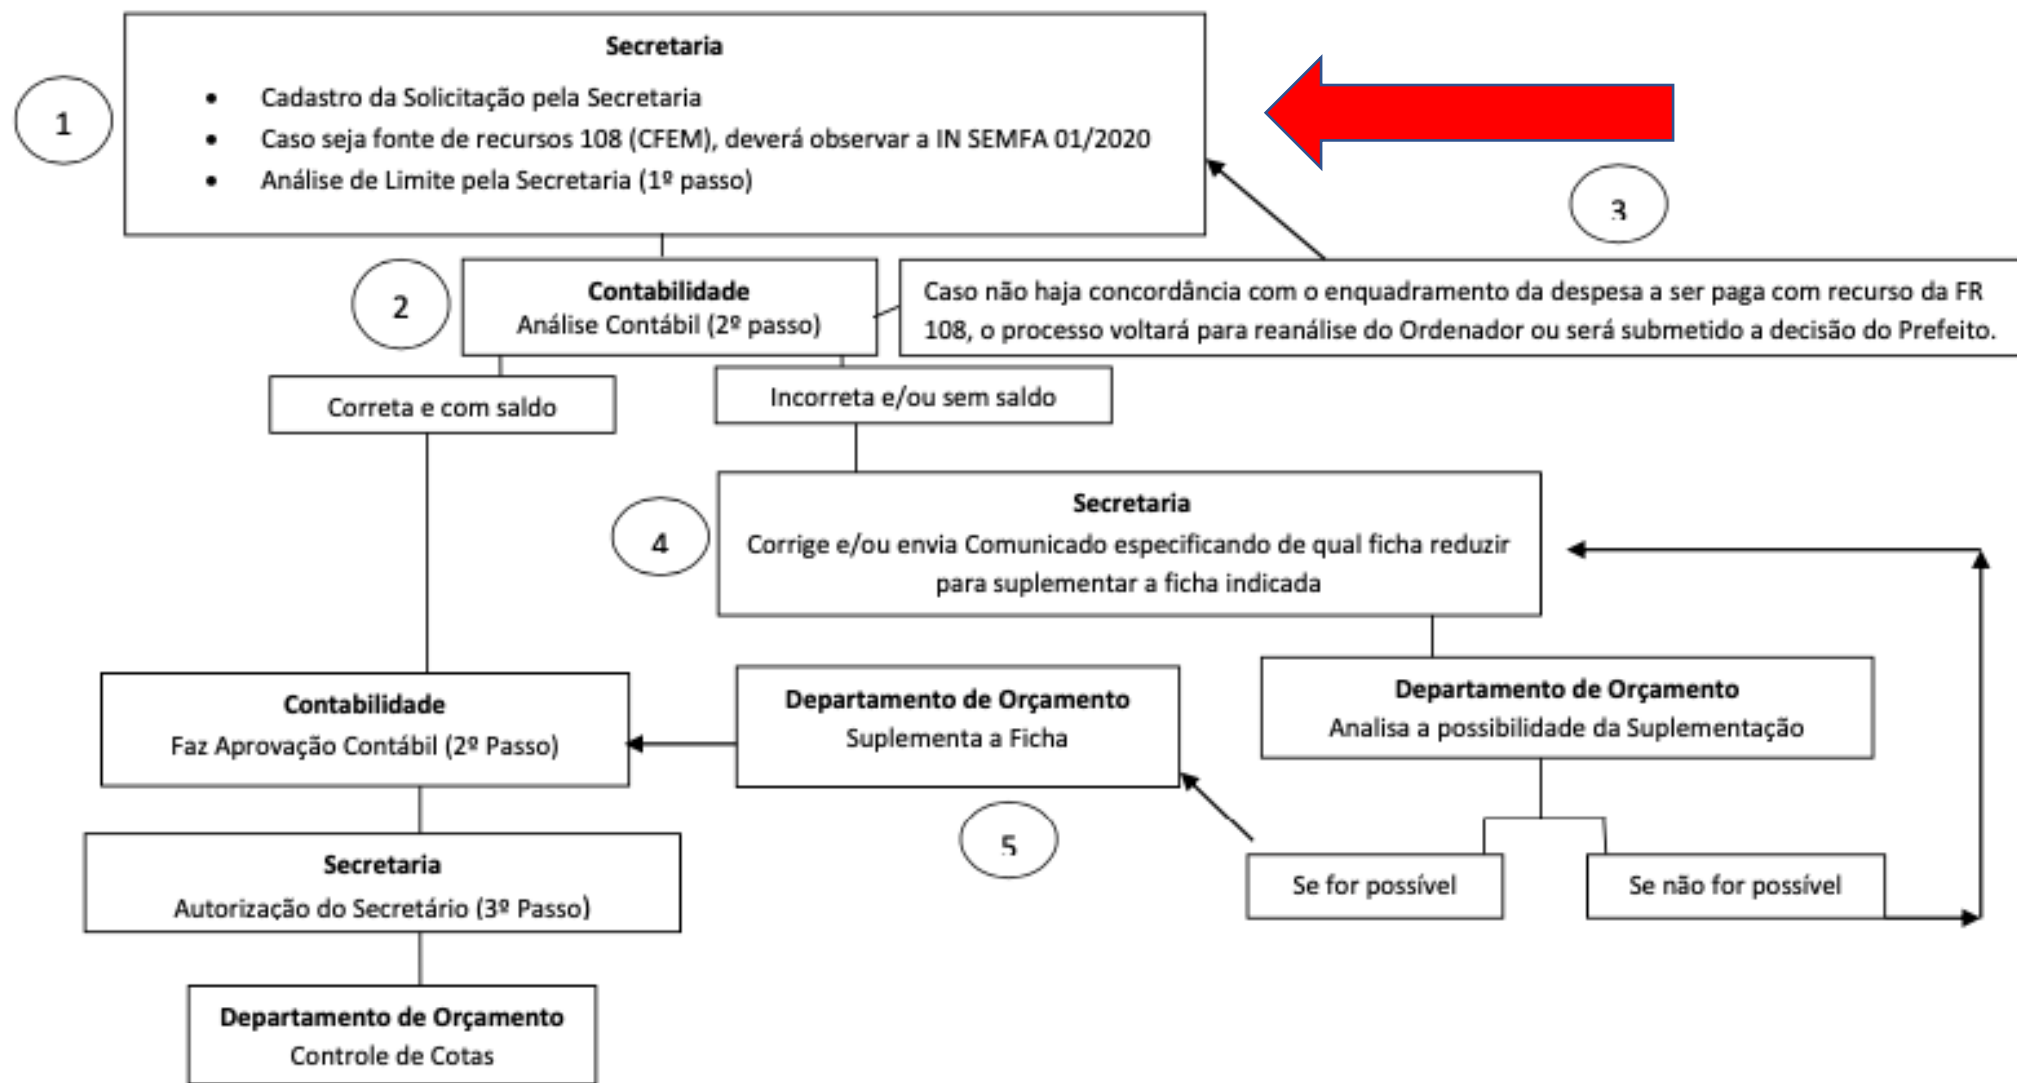 Secretaria
1
• Cadastro da Solicitação pela Secretaria
• Caso seja fonte de recursos 108 (CFEM), deverá observar a IN SEMFA 01/2020
• Análise de Limite pela Secretaria (1º passo)
3
2
Contabilidade
Análise Contábil (2º passo)
Caso não haja concordância com o enquadramento da despesa a ser paga com recurso da FR
108, o processo voltará para reanálise do Ordenador ou será submetido a decisão do Prefeito.
Correta e com saldo
Incorreta e/ou sem saldo
4
Secretaria
Corrige e/ou envia Comunicado especificando de qual ficha reduzir
para suplementar a ficha indicada
Contabilidade
Faz Aprovação Contábil (2º Passo)
Departamento de Orçamento
Suplementa a Ficha
Departamento de Orçamento
Analisa a possibilidade da Suplementação
5
Se for possível
Se não for possível
Secretaria
Autorização do Secretário (3º Passo)
Departamento de Orçamento
Controle de Cotas